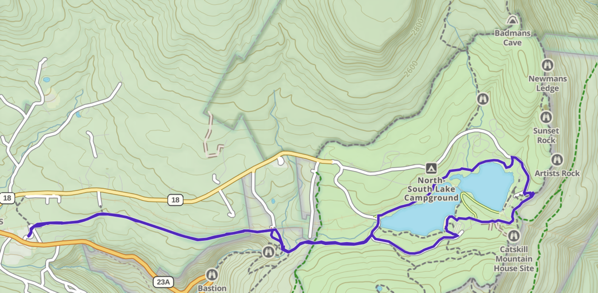 Badmans
Cave
Newmans
Ledge
Sunset
Rock
Artists Rock
North-
South Lake
Campground
18
18
Catskill
Mountain
House Site
23A
Bastion